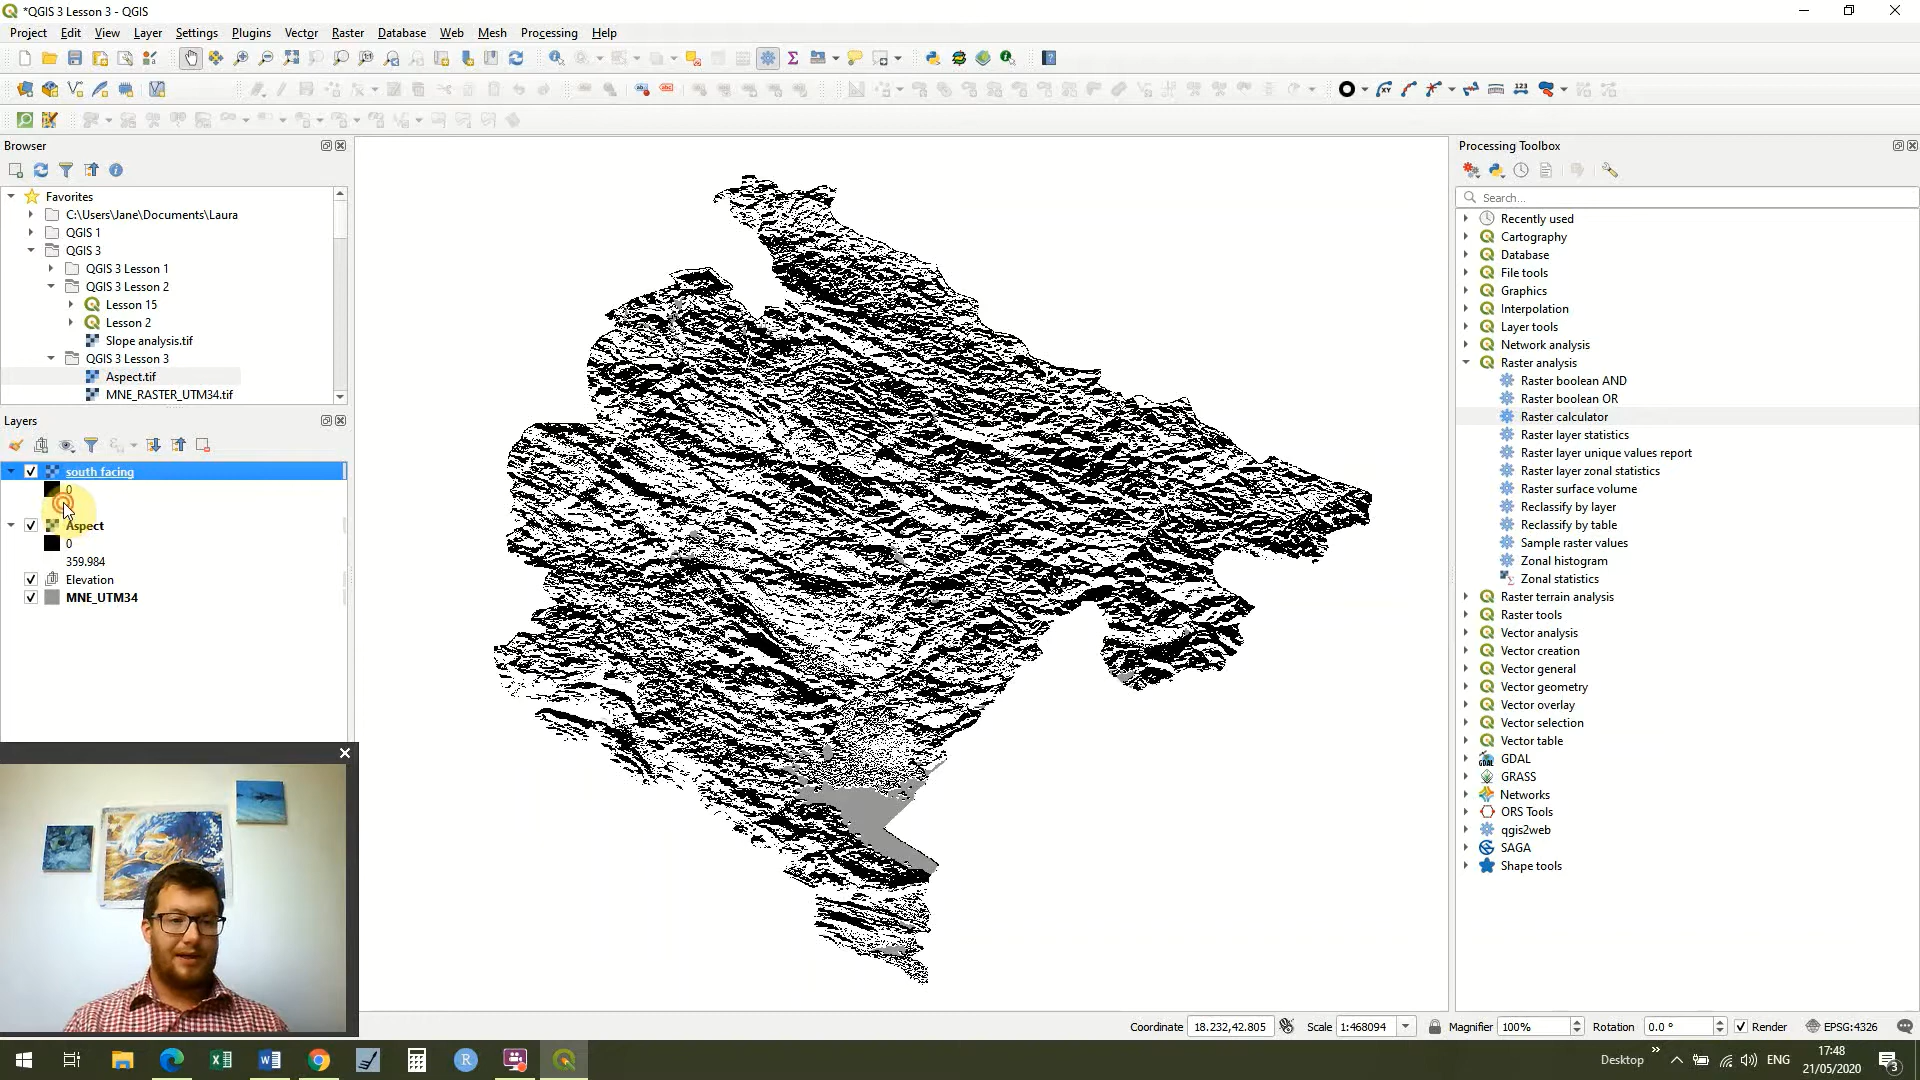 *QGIS 3 Lesson 3 - QGIS
Project Edit View Layer Settings Plugins Vector Raster Database Web Mesh Processing Help
Browser
Favorites
C:\Users\Jane\Documents\Laura
QGIS 1
QGIS 3
QGIS 3 Lesson 1
QGIS 3 Lesson 2
Lesson 15
Lesson 2
Slope analysis.tif
QGIS 3 Lesson 3
Aspect.tif
MNE_RASTER_UTM34.tif
Layers
south facing
0
Aspect
0
359.984
Elevation
MNE_UTM34
Processing Toolbox
Search...
Recently used
Cartography
Database
File tools
Graphics
Interpolation
Layer tools
Network analysis
Raster analysis
Raster boolean AND
Raster boolean OR
Raster calculator
Raster layer statistics
Raster layer unique values report
Raster layer zonal statistics
Raster surface volume
Reclassify by layer
Reclassify by table
Sample raster values
Zonal histogram
Zonal statistics
Raster terrain analysis
Raster tools
Vector analysis
Vector creation
Vector general
Vector geometry
Vector overlay
Vector selection
Vector table
GDAL
GRASS
Networks
ORS Tools
qgis2web
SAGA
Shape tools
Coordinate 18.232,42.805 Scale 1:468094 Magnifier 100% Rotation 0.0 ° Render EPSG:4326
Desktop ENG 17:48
21/05/2020
3